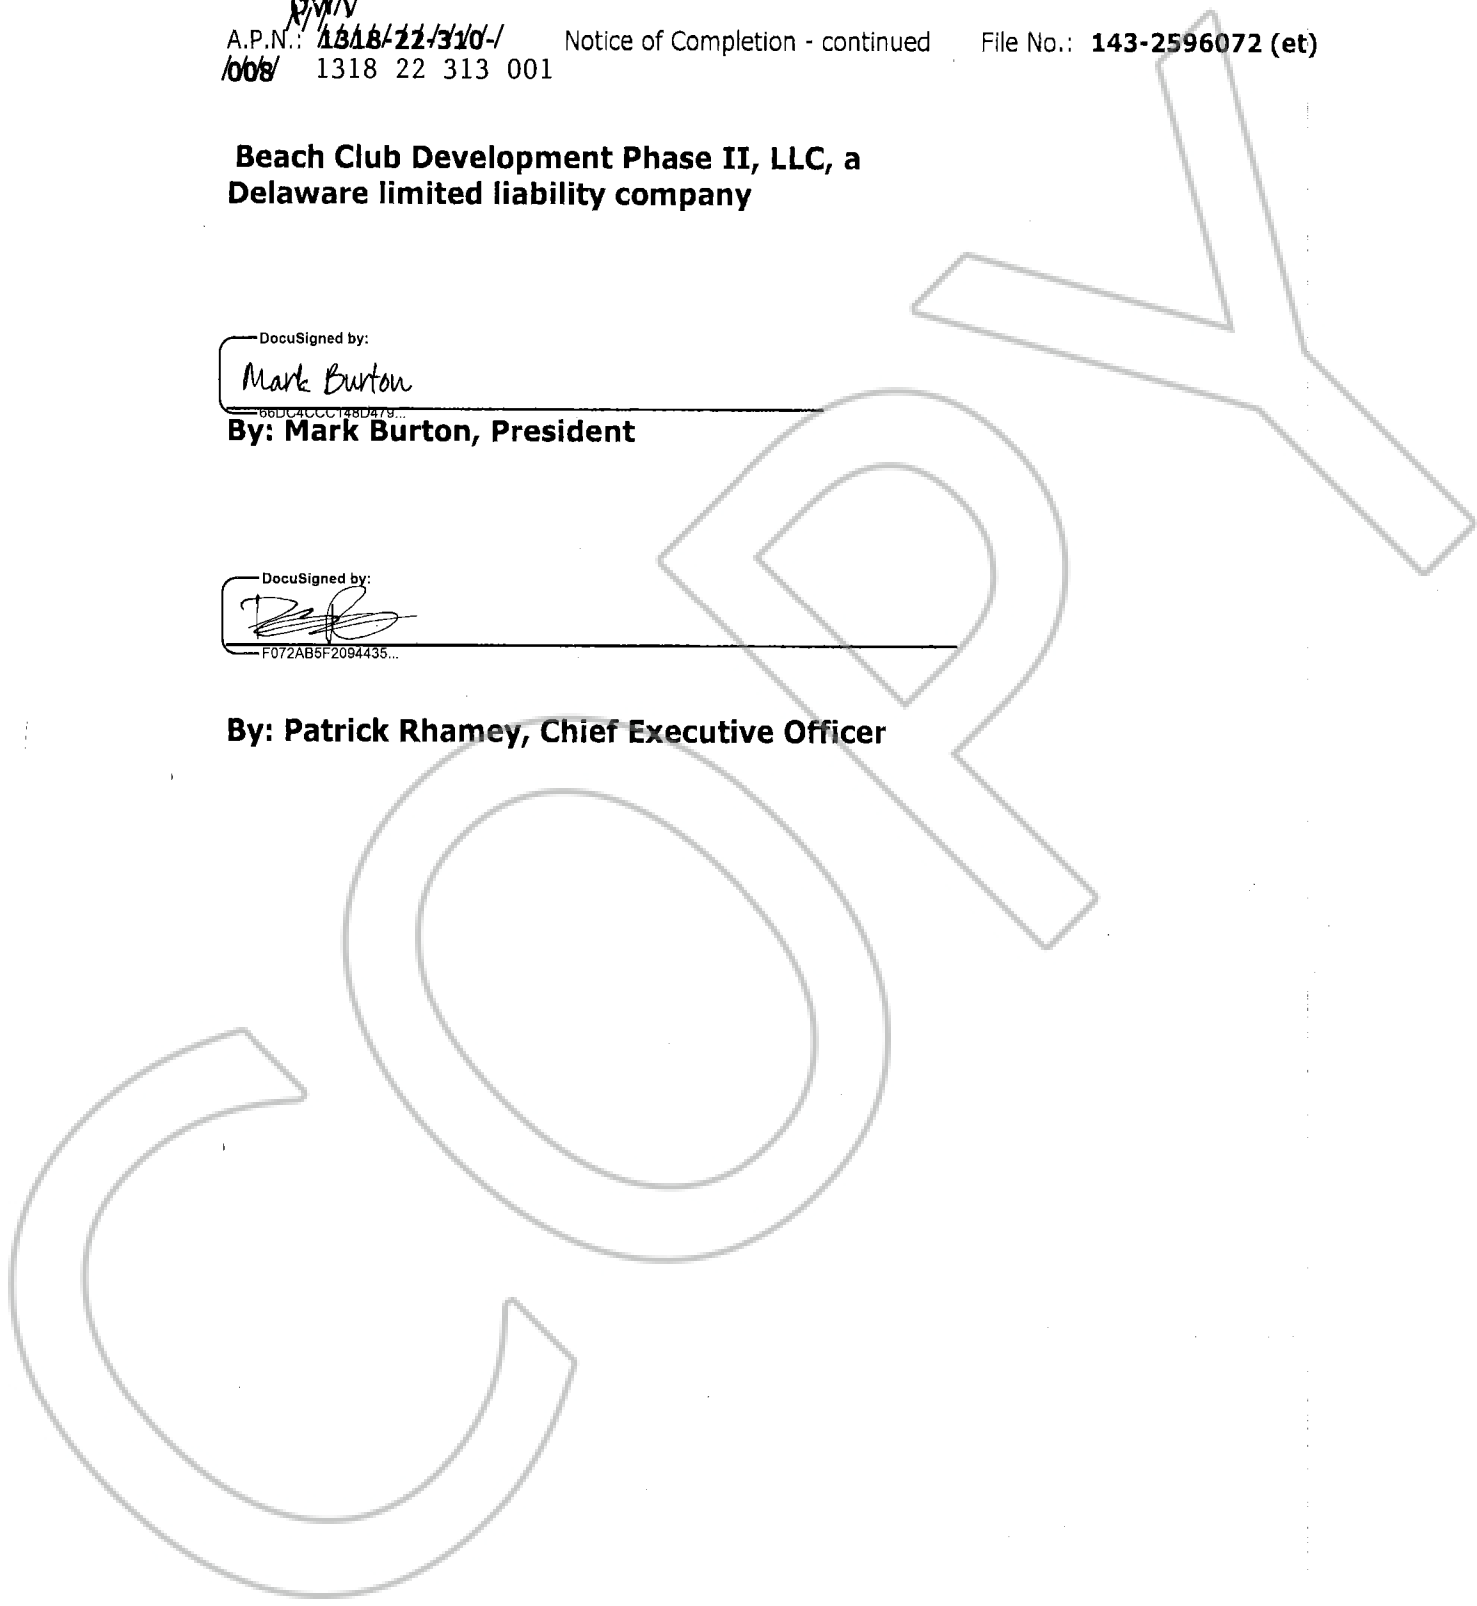 A.P.N.: 1318-22-310- Notice of Completion - continued File No.: 143-2596072 (et)
008 1318 22 313 001
Beach Club Development Phase II, LLC, a
Delaware limited liability company
DocuSigned by:
Mark Burton
66DC4CCC148D479...
By: Mark Burton, President
DocuSigned by:
F072AB5F2094435...
By: Patrick Rhamey, Chief Executive Officer
COPY